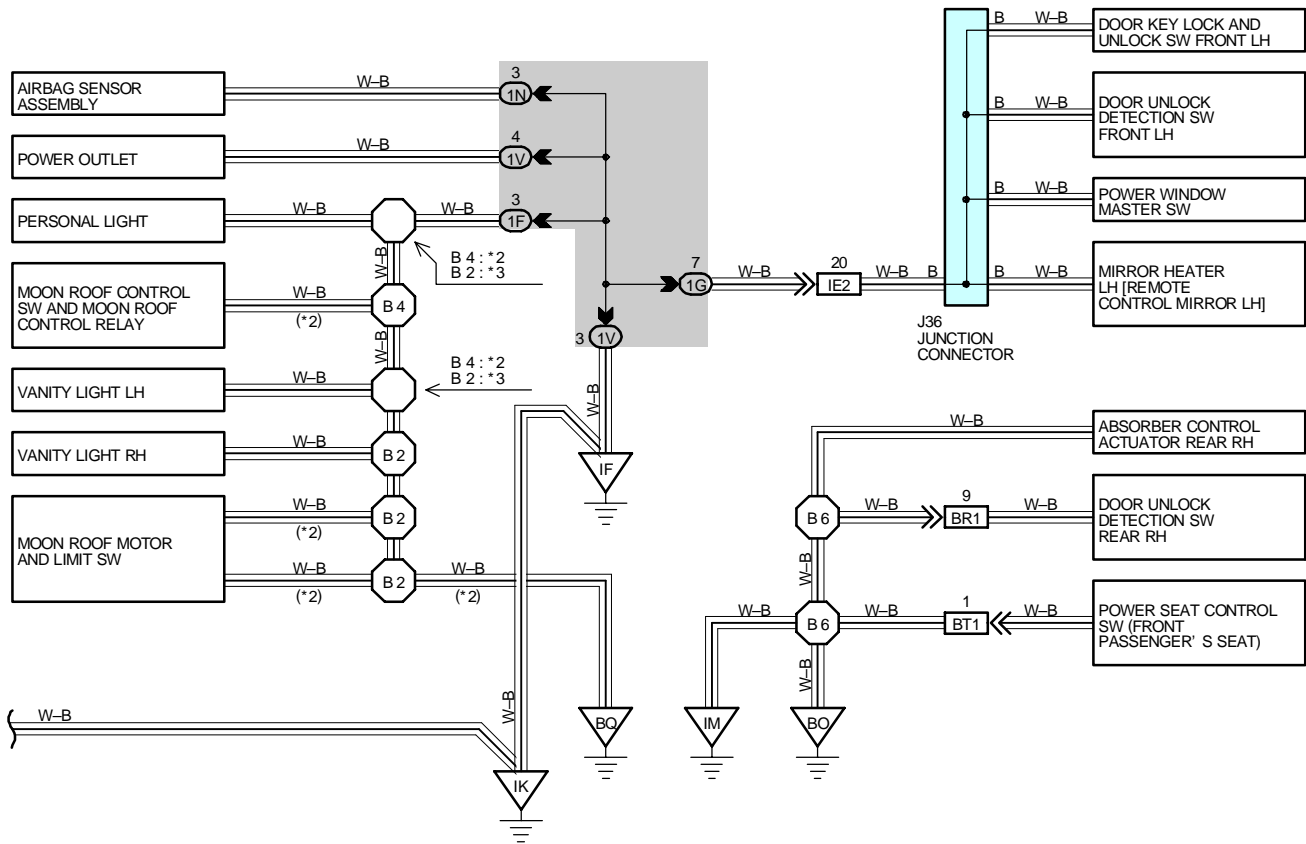 AIRBAG SENSOR
ASSEMBLY
W–B
3
1N
POWER OUTLET
W–B
4
1V
PERSONAL LIGHT
W–B
W–B
3
1F
W–B
B 4 : *2
B 2 : *3
MOON ROOF CONTROL
SW AND MOON ROOF
CONTROL RELAY
W–B
(*2)
B 4
W–B
VANITY LIGHT LH
W–B
B 4 : *2
B 2 : *3
VANITY LIGHT RH
W–B
B 2
MOON ROOF MOTOR
AND LIMIT SW
W–B
(*2)
B 2
W–B
(*2)
B 2
W–B
(*2)
7
1G
W–B
20
IE2
W–B
B
3
1V
W–B
IF
J36
JUNCTION
CONNECTOR
B
W–B
DOOR KEY LOCK AND
UNLOCK SW FRONT LH
B
W–B
DOOR UNLOCK
DETECTION SW
FRONT LH
B
W–B
POWER WINDOW
MASTER SW
B
W–B
MIRROR HEATER
LH [REMOTE
CONTROL MIRROR LH]
W–B
ABSORBER CONTROL
ACTUATOR REAR RH
B 6
W–B
9
BR1
W–B
DOOR UNLOCK
DETECTION SW
REAR RH
W–B
W–B
B 6
W–B
1
BT1
W–B
POWER SEAT CONTROL
SW (FRONT
PASSENGER' S SEAT)
W–B
W–B
W–B
BQ
IM
BO
IK